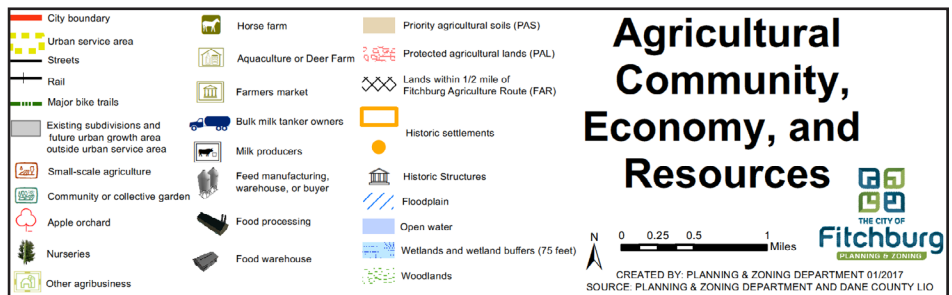 City boundary
Urban service area
Streets
Rail
Major bike trails
Existing subdivisions and
future urban growth area
outside urban service area
Small-scale agriculture
Community or collective garden
Apple orchard
Nurseries
Other agribusiness
Horse farm
Aquaculture or Deer Farm
Farmers market
Bulk milk tanker owners
Milk producers
Feed manufacturing,
warehouse, or buyer
Food processing
Food warehouse
Priority agricultural soils (PAS)
Protected agricultural lands (PAL)
Lands within 1/2 mile of
Fitchburg Agriculture Route (FAR)
Historic settlements
Historic Structures
Floodplain
Open water
Wetlands and wetland buffers (75 feet)
Woodlands
Agricultural
Community,
Economy, and
Resources
N
0 0.25 0.5 1
Miles
THE CITY OF
Fitchburg
PLANNING & ZONING
CREATED BY: PLANNING & ZONING DEPARTMENT 01/2017
SOURCE: PLANNING & ZONING DEPARTMENT AND DANE COUNTY LIO